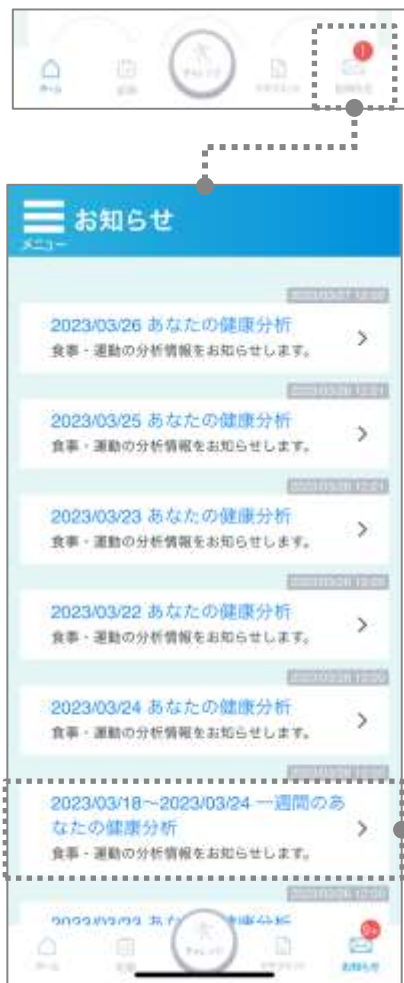 ホーム
!
お知らせ
メニュー
2023/03/26 あなたの健康分析
食事・運動の分析情報をお知らせします。
2023/03/25 あなたの健康分析
食事・運動の分析情報をお知らせします。
2023/03/23 あなたの健康分析
食事・運動の分析情報をお知らせします。
2023/03/22 あなたの健康分析
食事・運動の分析情報をお知らせします。
2023/03/24 あなたの健康分析
食事・運動の分析情報をお知らせします。
2023/03/18～2023/03/24 一週間のあ
なたの健康分析
食事・運動の分析情報をお知らせします。
9+
ホーム
お知らせ